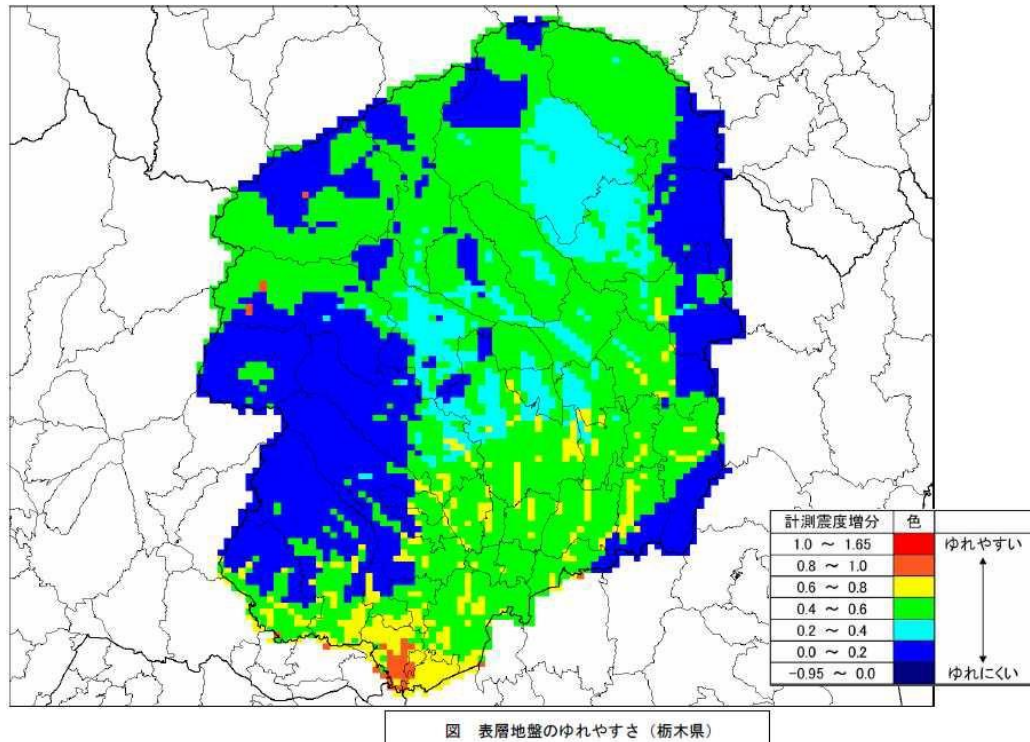 計測震度増分 色
1.0 ～ 1.65 ゆれやすい
0.8 ～ 1.0
0.6 ～ 0.8
0.4 ～ 0.6
0.2 ～ 0.4
0.0 ～ 0.2
-0.95 ～ 0.0 ゆれにくい
図 表層地盤のゆれやすさ（栃木県）